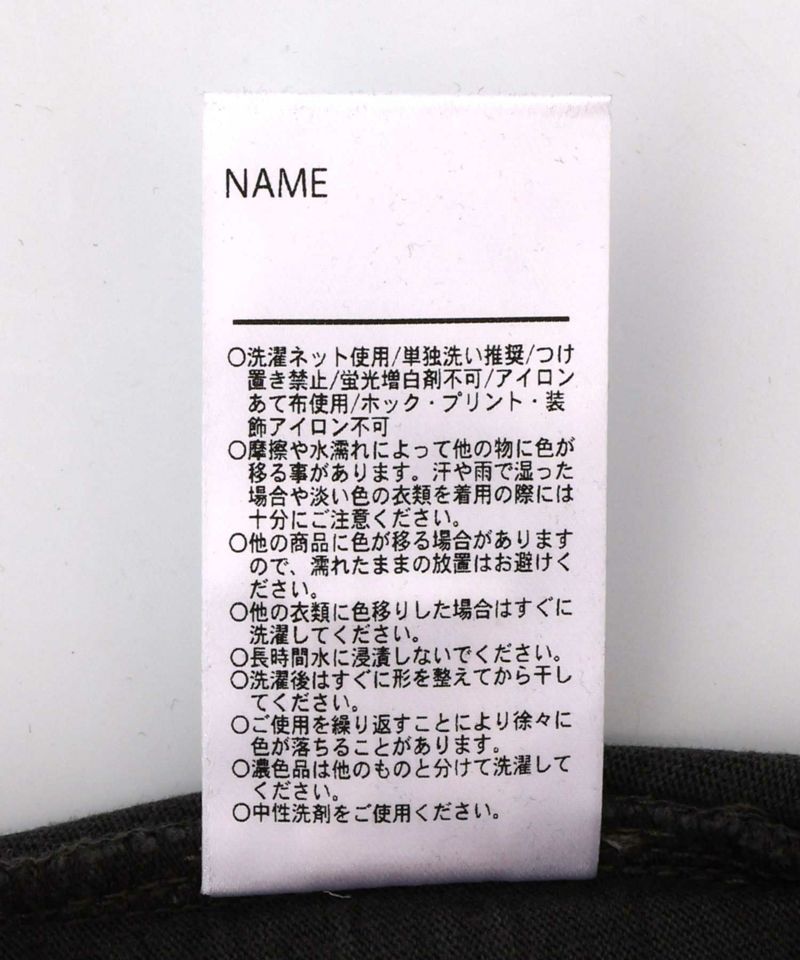 NAME
○洗濯ネット使用/単独洗い推奨/つけ
置き禁止/蛍光増白剤不可/アイロン
あて布使用/ホック・プリント・装
飾アイロン不可
○摩擦や水濡れによって他の物に色が
移る事があります。汗や雨で湿った
場合や淡い色の衣類を着用の際には
十分にご注意ください。
○他の商品に色が移る場合があります
ので、濡れたままの放置はお避けく
ださい。
○他の衣類に色移りした場合はすぐに
洗濯してください。
○長時間水に浸漬しないでください。
○洗濯後はすぐに形を整えてから干し
てください。
○ご使用を繰り返すことにより徐々に
色が落ちることがあります。
○濃色品は他のものと分けて洗濯して
ください。
○中性洗剤をご使用ください。